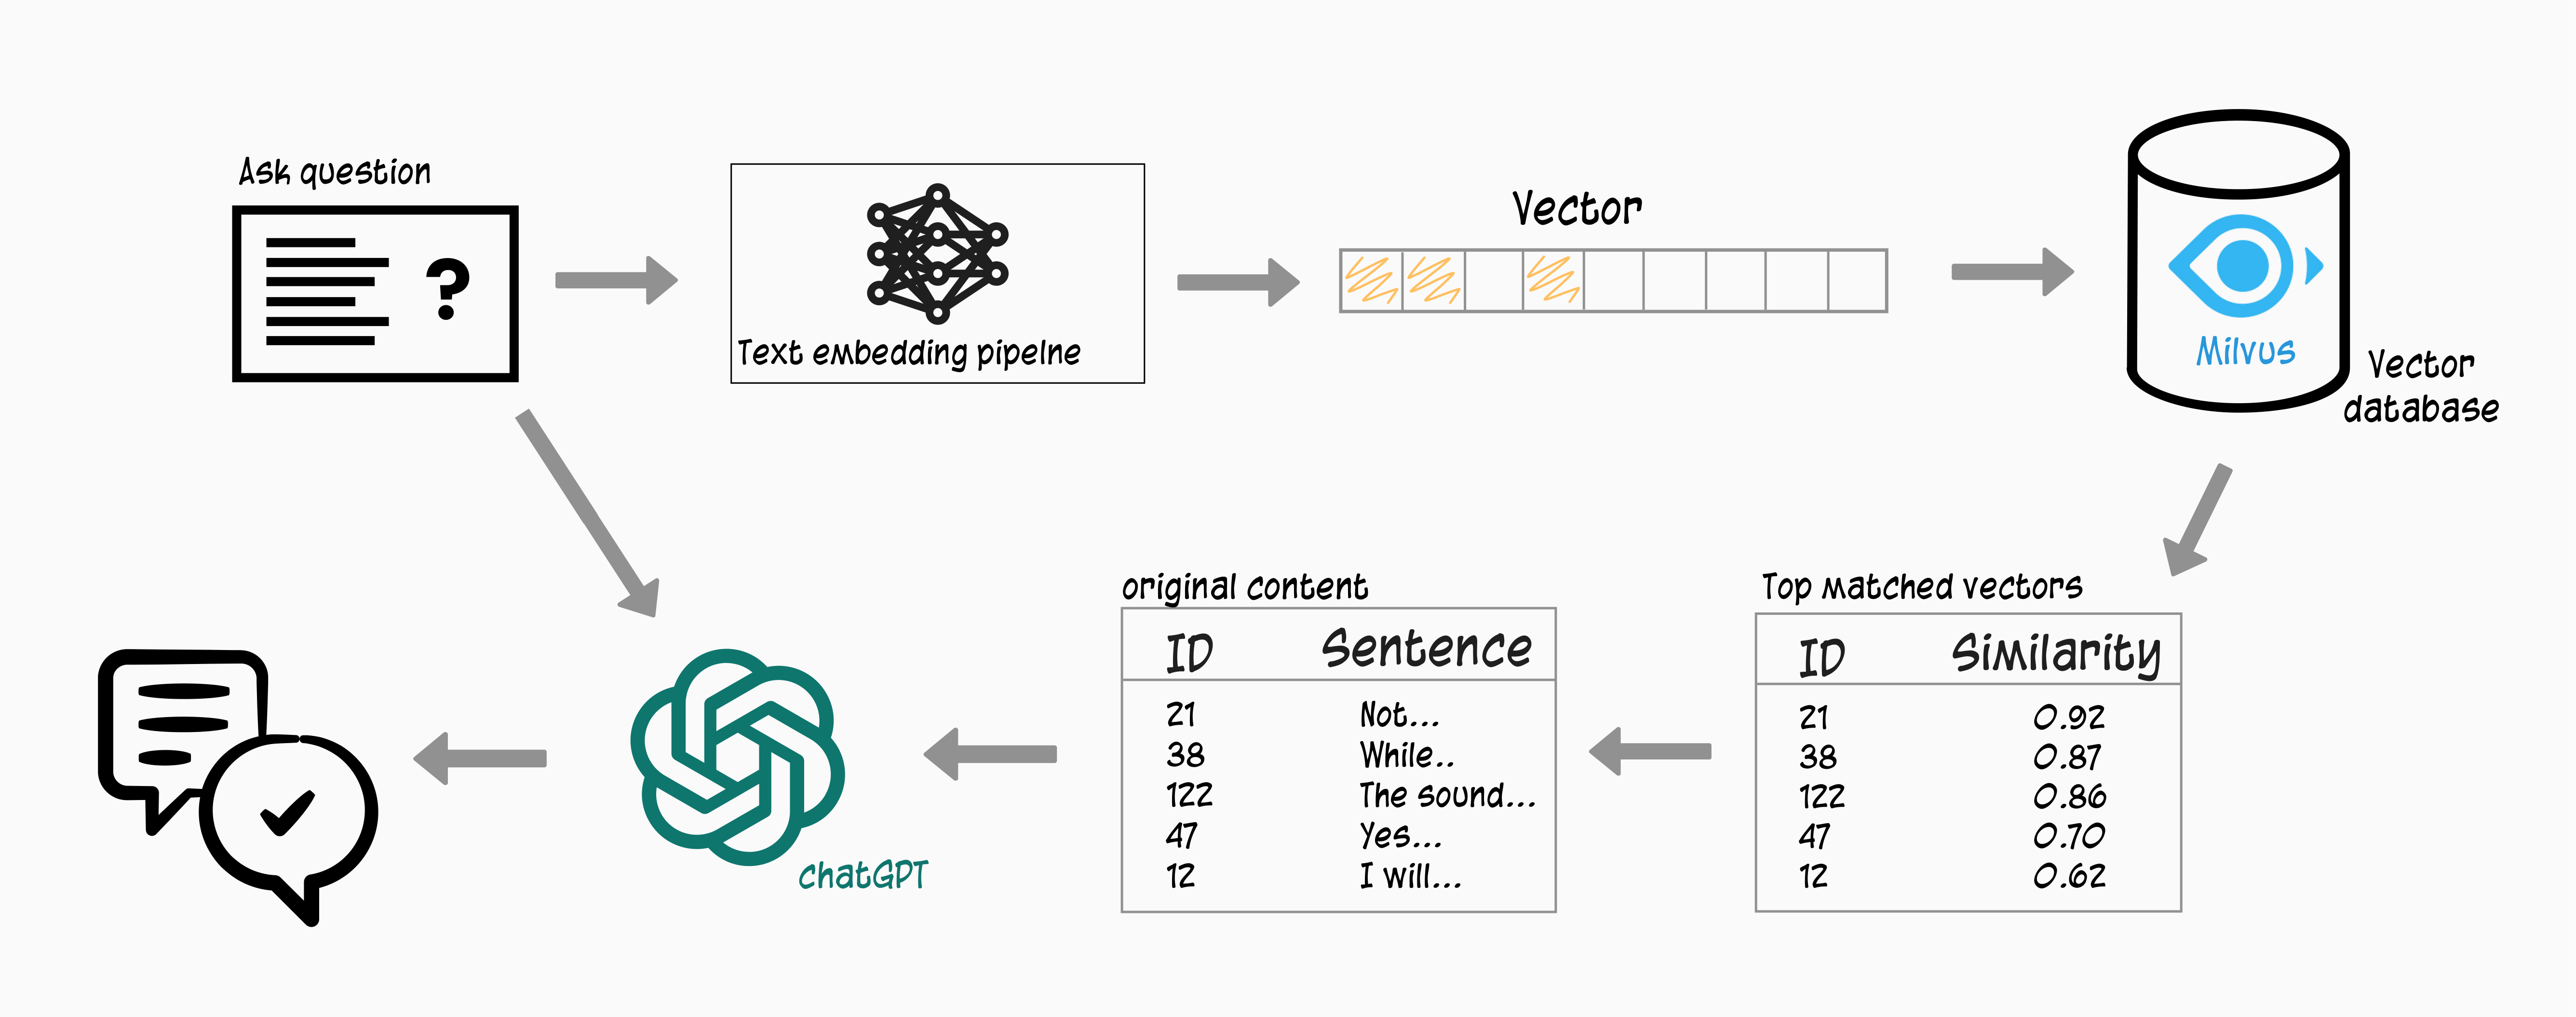 Ask question
?
Text embedding pipelne
Vector
Milvus
Vector
database
original content
ID Sentence
21 Not...
38 While..
122 The sound...
47 Yes...
12 I will...
Top matched vectors
ID Similarity
21 0.92
38 0.87
122 0.86
47 0.70
12 0.62
chatGPT